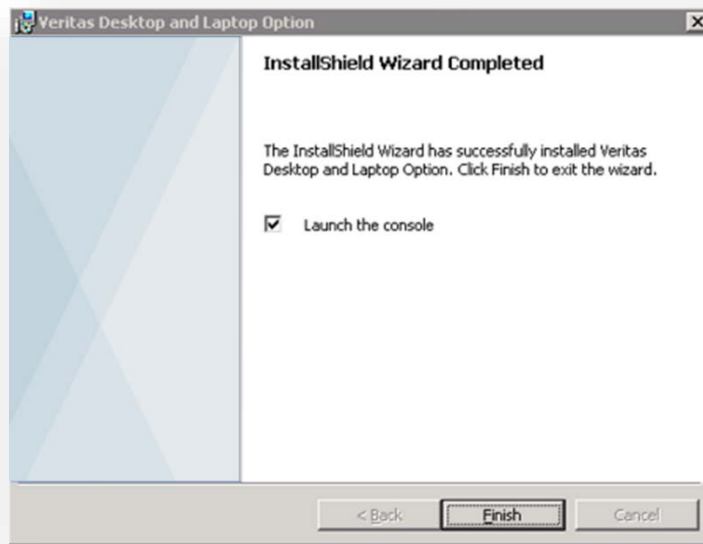 Veritas Desktop and Laptop Option
InstallShield Wizard Completed
The InstallShield Wizard has successfully installed Veritas
Desktop and Laptop Option. Click Finish to exit the wizard.
Launch the console
< Back
Finish
Cancel